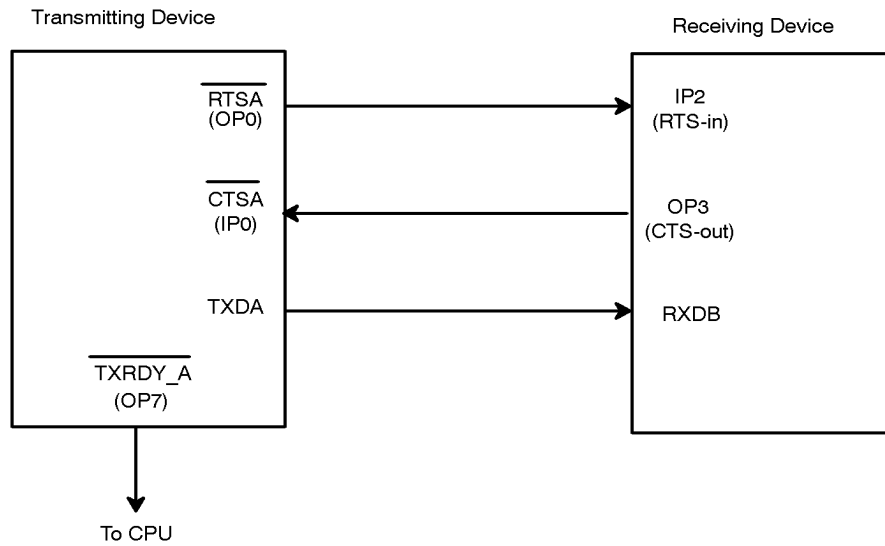 Transmitting Device
Receiving Device
RTSA
(OP0)
IP2
(RTS-in)
CTSA
(IP0)
OP3
(CTS-out)
TXDA
RXDB
TXRDY_A
(OP7)
To CPU